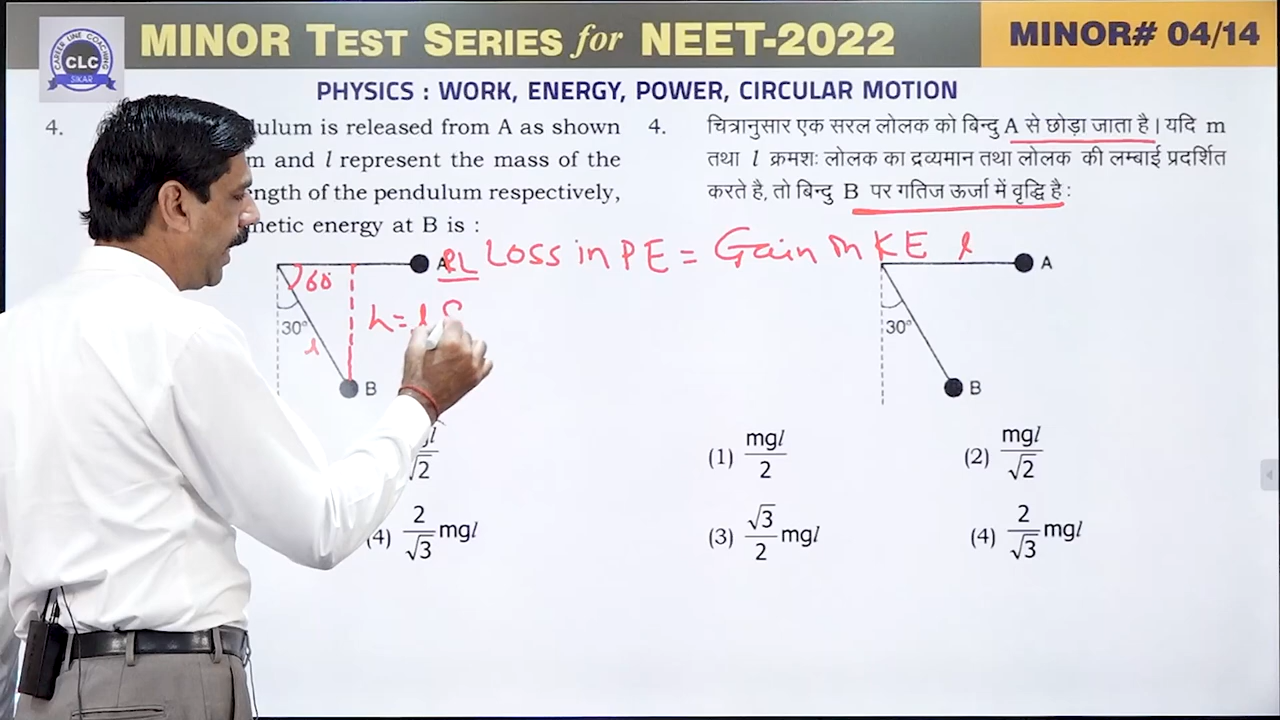 MINOR TEST SERIES for NEET-2022
MINOR# 04/14
CAREER LINE COACHING
CLC
SIKAR
PHYSICS : WORK, ENERGY, POWER, CIRCULAR MOTION
4.
is released from A as shown
m and l represent the mass of the
of the pendulum respectively,
energy at B is :
A
60
30°
l
B
h = l
Loss in PE = Gain in KE
√2
(4) 2/√3 mgl
4. चित्रानुसार एक सरल लोलक को बिन्दु A से छोड़ा जाता है। यदि m
तथा l क्रमशः लोलक का द्रव्यमान तथा लोलक की लम्बाई प्रदर्शित
करते है, तो बिन्दु B पर गतिज ऊर्जा में वृद्धि है :
l
A
30°
B
(1) mgl/2
(2) mgl/√2
(3) √3/2 mgl
(4) 2/√3 mgl